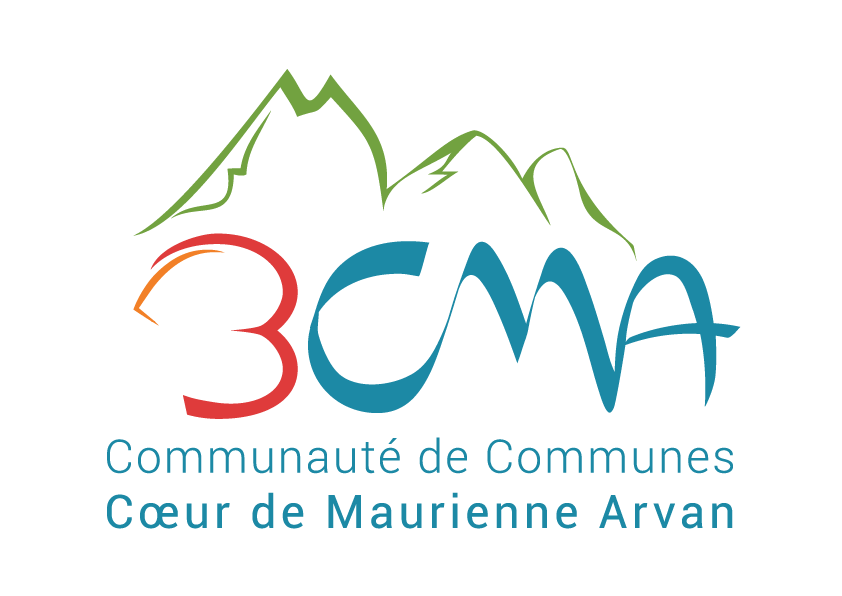 3CMA
Communauté de Communes
Cœur de Maurienne Arvan